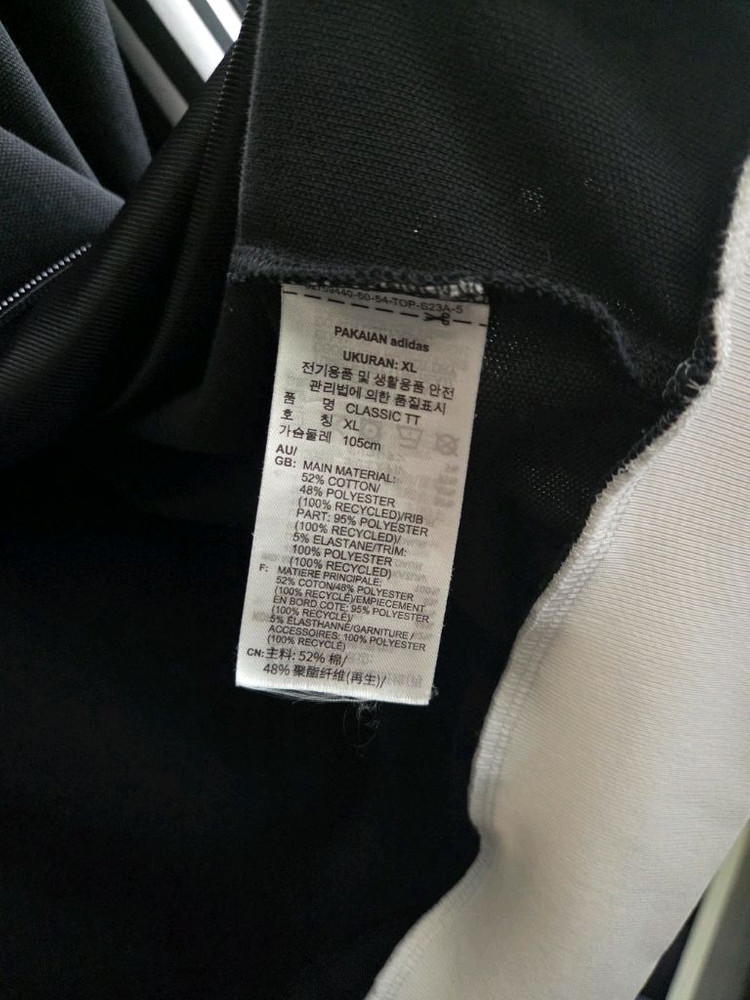 PAKAIAN adidas
UKURAN: XL
전기용품 및 생활용품 안전
관리법에 의한 품질표시
품 명 CLASSIC TT
호 칭 XL
가슴둘레 105cm
AU/
GB: MAIN MATERIAL:
52% COTTON/
48% POLYESTER
(100% RECYCLED)/RIB
PART: 95% POLYESTER
(100% RECYCLED)/
5% ELASTANE/TRIM:
100% POLYESTER
(100% RECYCLED)
F: MATIERE PRINCIPALE:
52% COTON/48% POLYESTER
(100% RECYCLÉ)/EMPIECEMENT
EN BORD COTE: 95% POLYESTER
(100% RECYCLÉ)/
5% ÉLASTHANNE/GARNITURE /
ACCESSOIRES: 100% POLYESTER
(100% RECYCLÉ)
CN: 主料: 52% 棉/
48% 聚酯纤维(再生)/